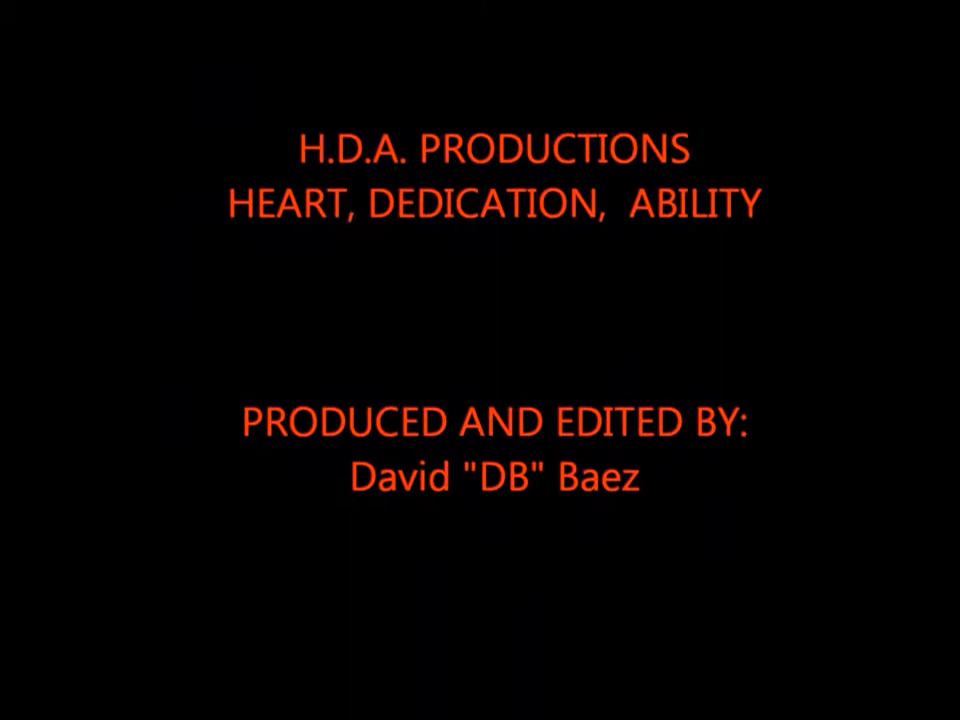 H.D.A. PRODUCTIONS
HEART, DEDICATION,  ABILITY
PRODUCED AND EDITED BY:
David "DB" Baez